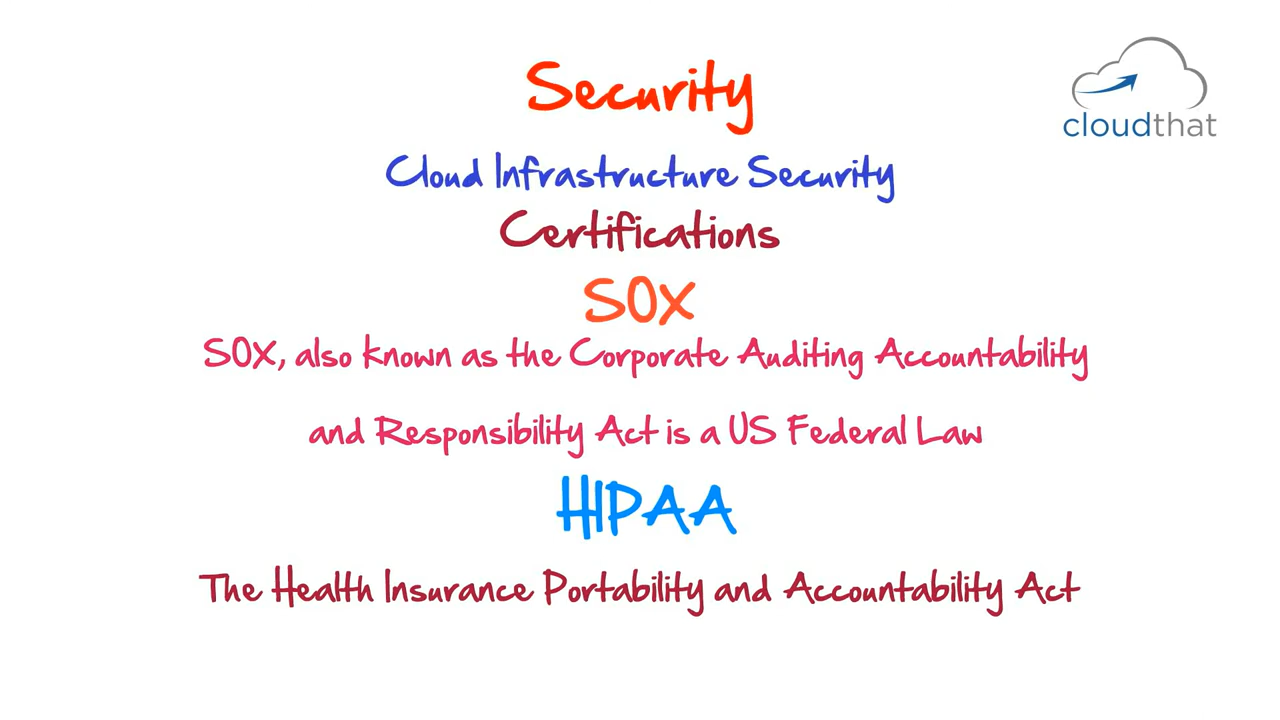 Security
cloudthat
Cloud Infrastructure Security
Certifications
SOX
SOX, also known as the Corporate Auditing Accountability
and Responsibility Act is a US Federal Law
HIPAA
The Health Insurance Portability and Accountability Act